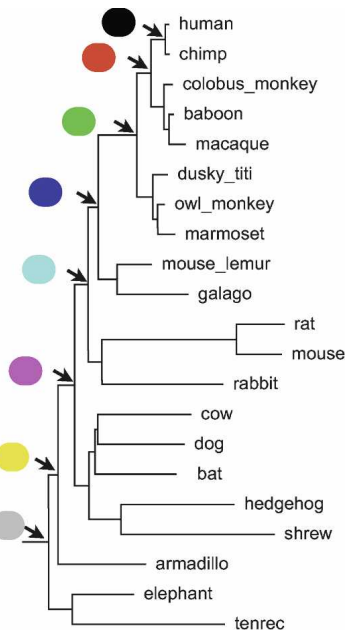 human
chimp
colobus_monkey
baboon
macaque
dusky_titi
owl_monkey
marmoset
mouse_lemur
galago
rat
mouse
rabbit
cow
dog
bat
hedgehog
shrew
armadillo
elephant
tenrec